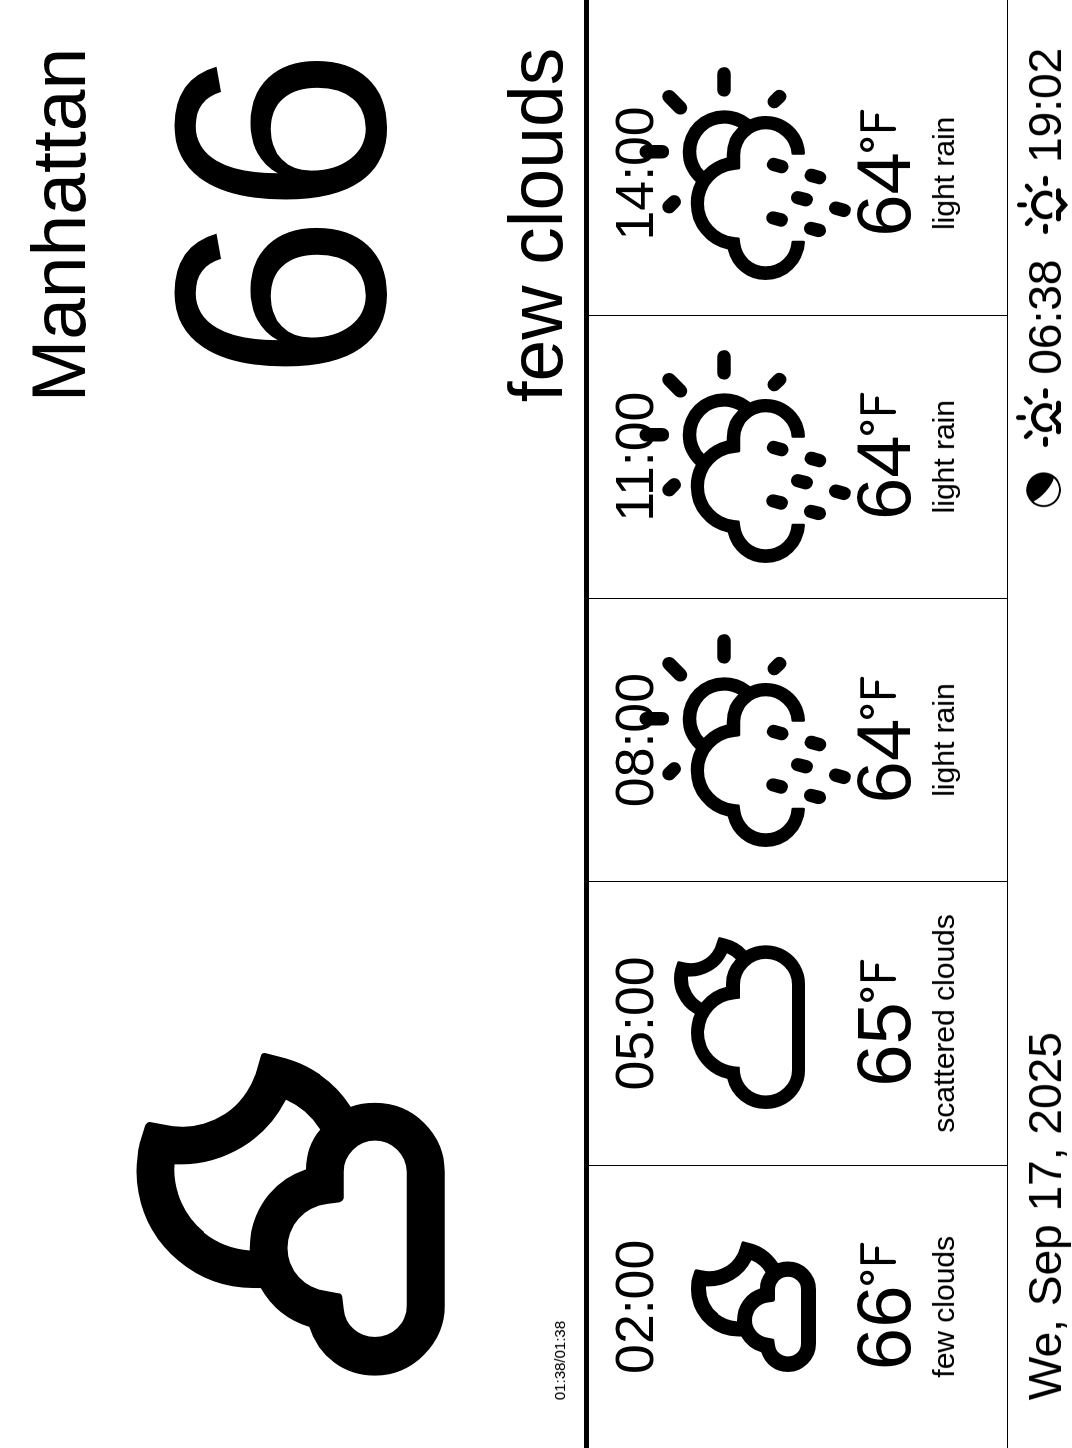 Manhattan
66
few clouds
01:38/01:38
02:00 05:00 08:00 11:00 14:00
66°F 65°F 64°F 64°F 64°F
few clouds scattered clouds light rain light rain light rain
We, Sep 17, 2025 06:38 19:02